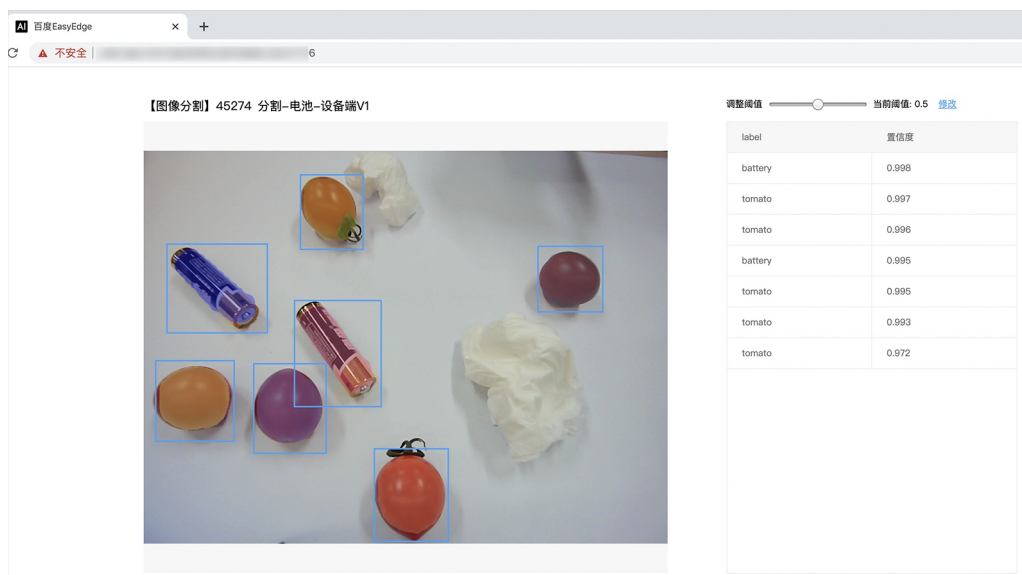 AI 百度EasyEdge × +
不安全 6
【图像分割】45274 分割-电池-设备端V1
调整阈值 当前阈值: 0.5 修改
label 置信度
battery 0.998
tomato 0.997
tomato 0.996
battery 0.995
tomato 0.995
tomato 0.993
tomato 0.972